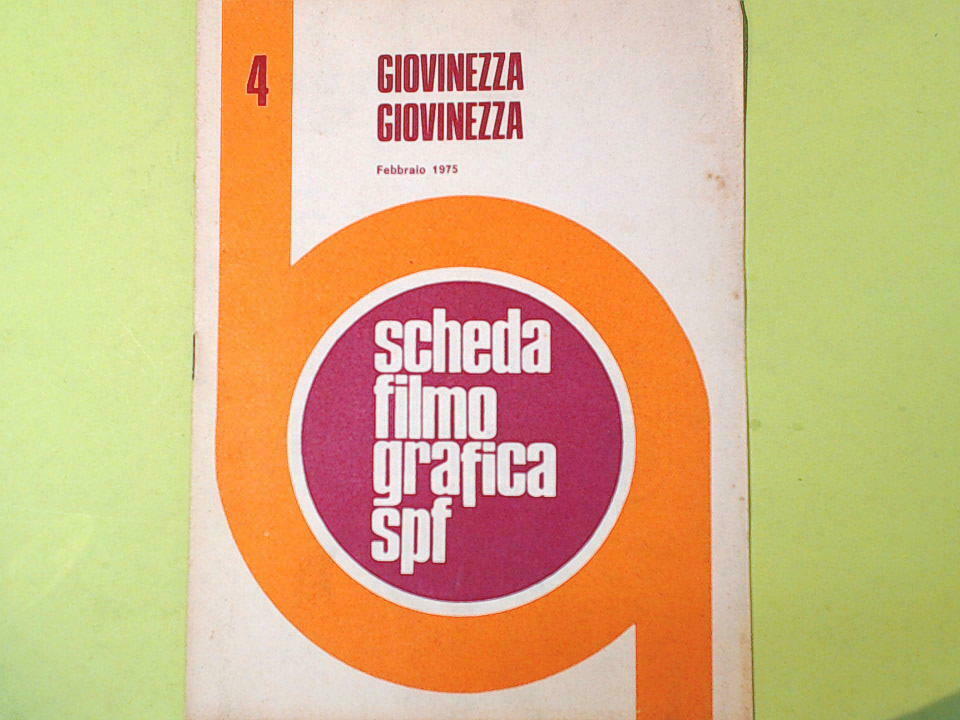 4
GIOVINEZZA
GIOVINEZZA
Febbraio 1975
scheda
filmo
grafica
spf